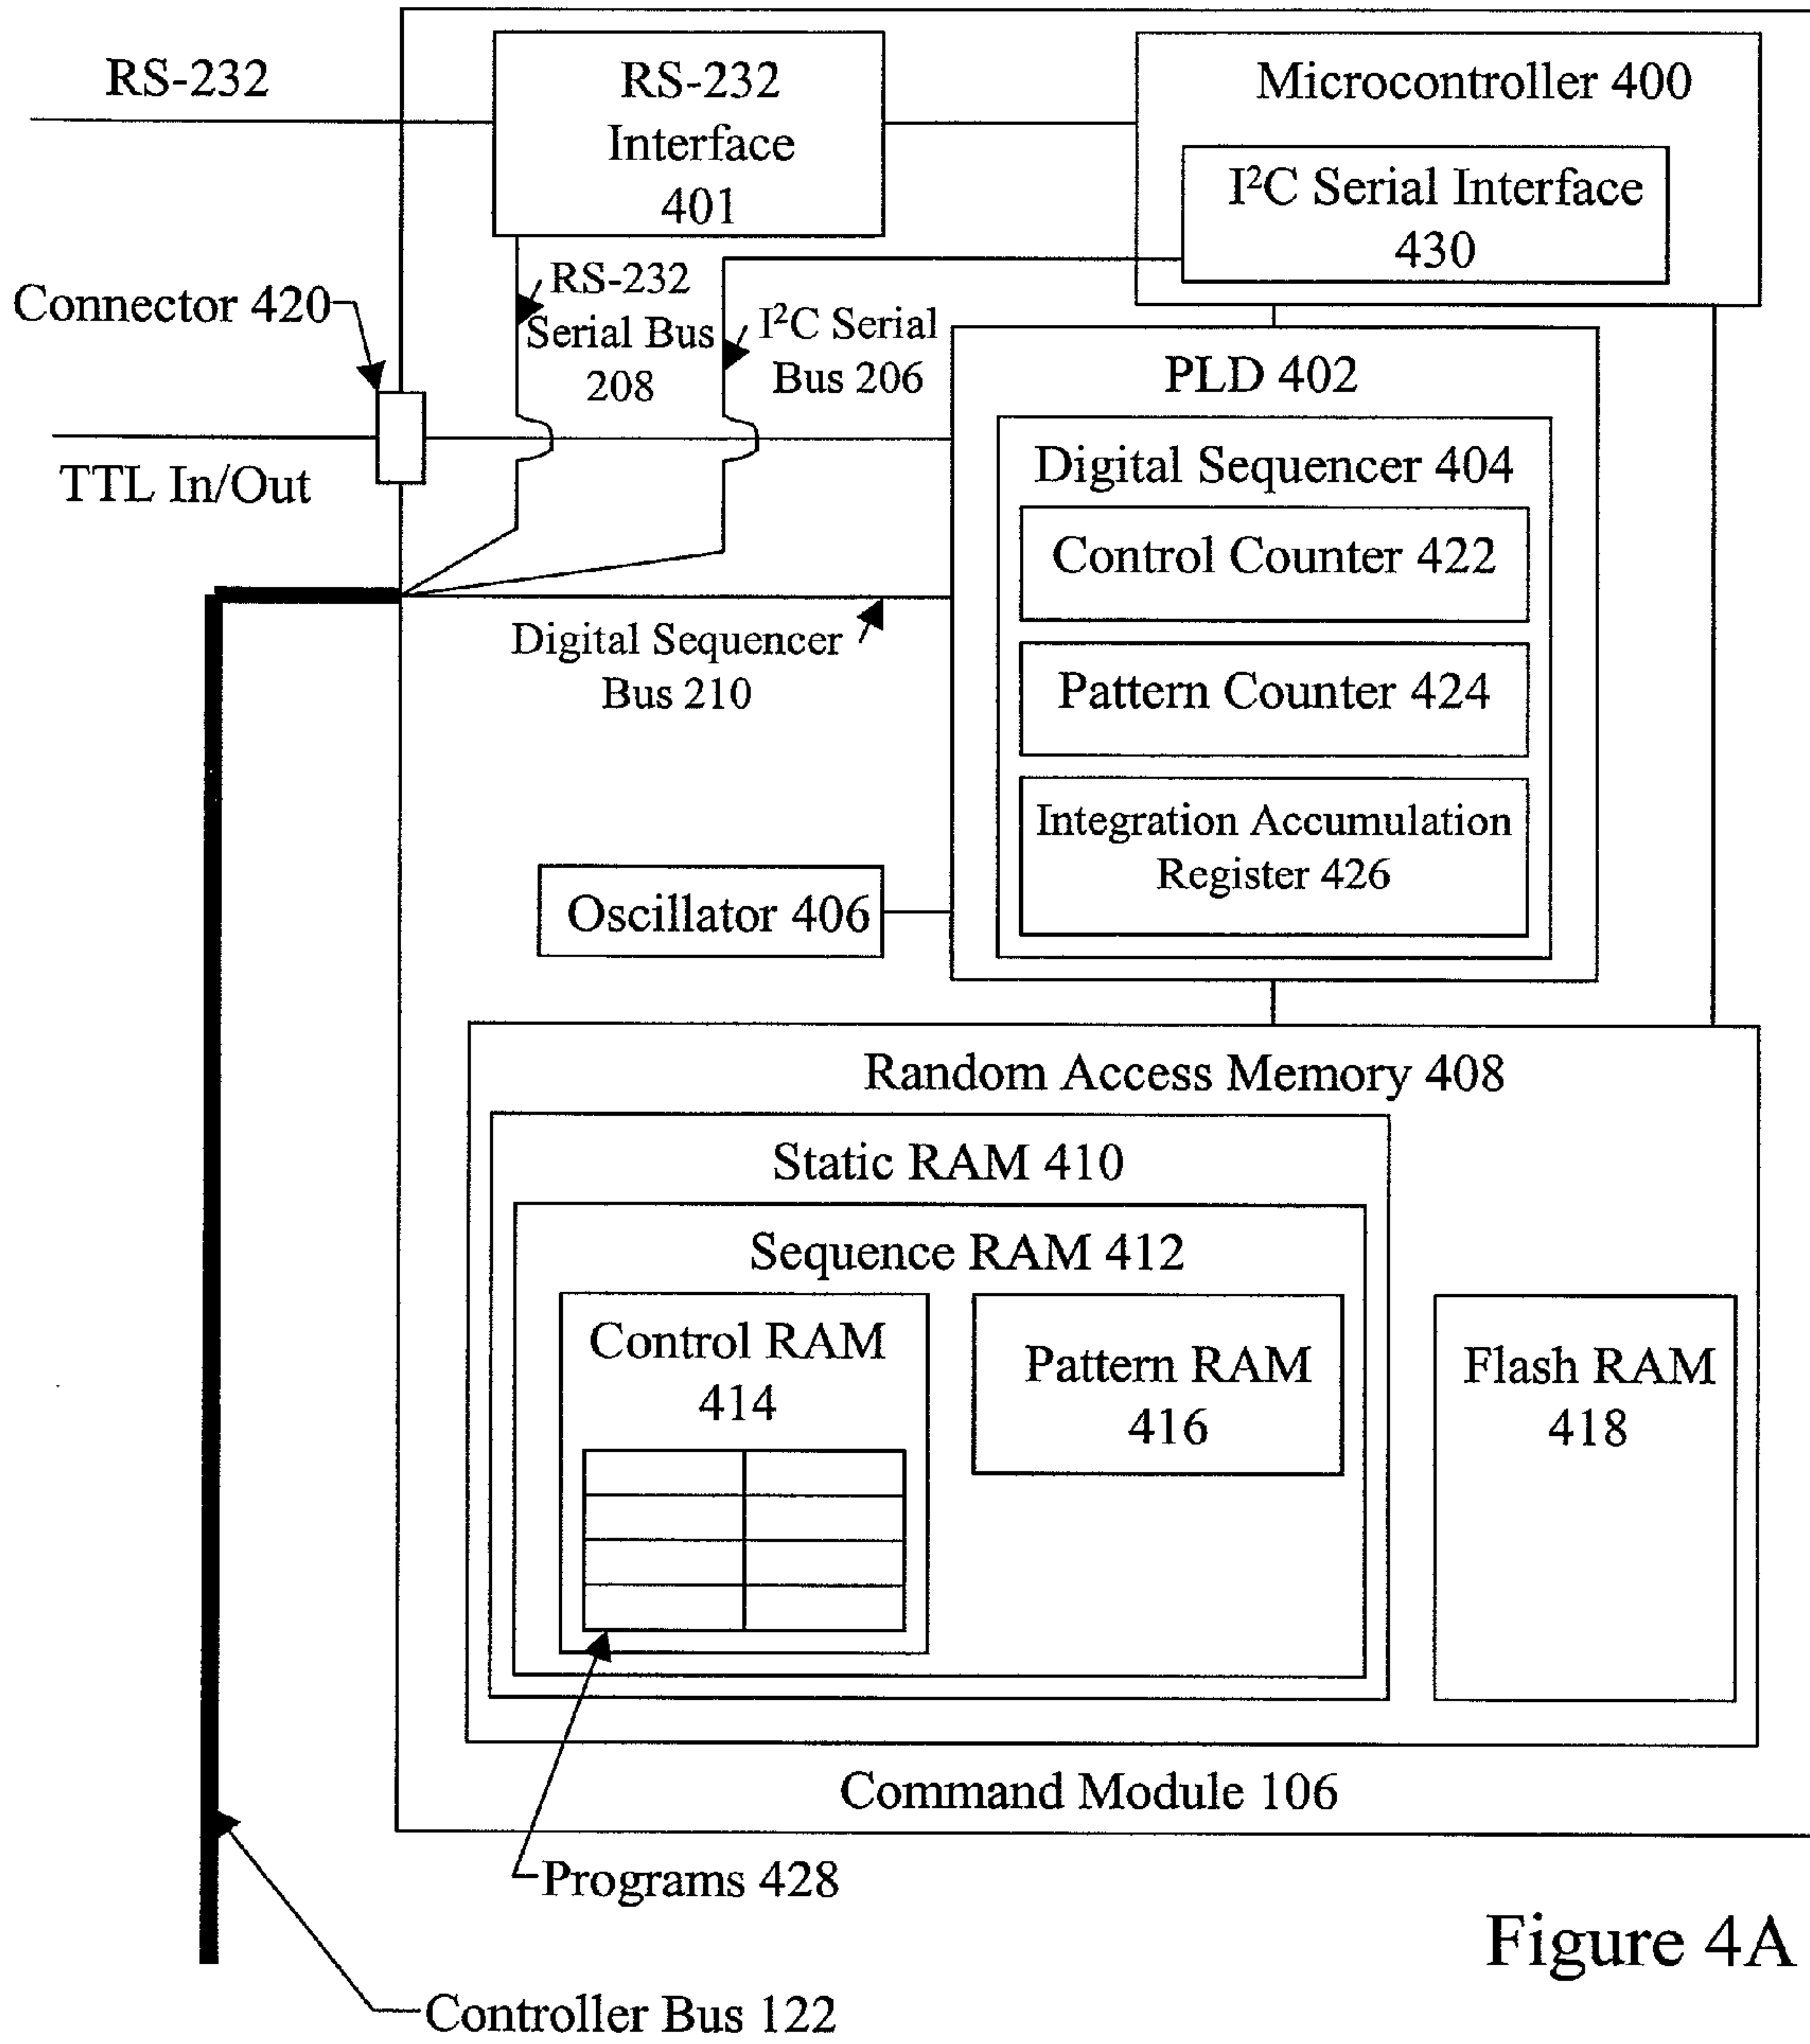 RS-232
RS-232
Interface
401
Microcontroller 400
I²C Serial Interface
430
Connector 420
RS-232
Serial Bus
208
I²C Serial
Bus 206
TTL In/Out
PLD 402
Digital Sequencer 404
Control Counter 422
Pattern Counter 424
Integration Accumulation
Register 426
Digital Sequencer
Bus 210
Oscillator 406
Random Access Memory 408
Static RAM 410
Sequence RAM 412
Control RAM
414
Pattern RAM
416
Flash RAM
418
Command Module 106
Programs 428
Controller Bus 122
Figure 4A